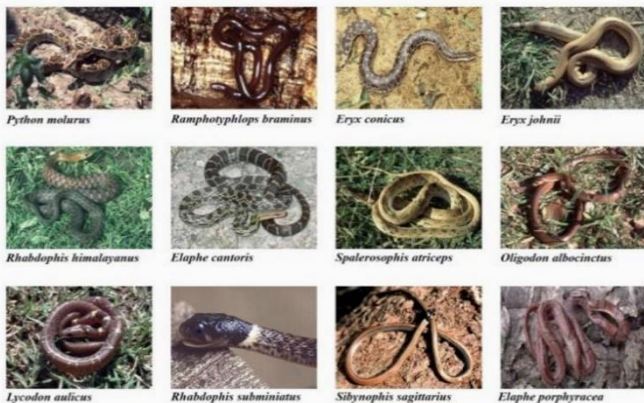 Python molurus
Ramphotyphlops braminus
Eryx conicus
Eryx johnii
Rhabdophis himalayanus
Elaphe cantoris
Spalerosophis atriceps
Oligodon albocinctus
Lycodon aulicus
Rhabdophis subminiatus
Sibynophis sagittarius
Elaphe porphyracea